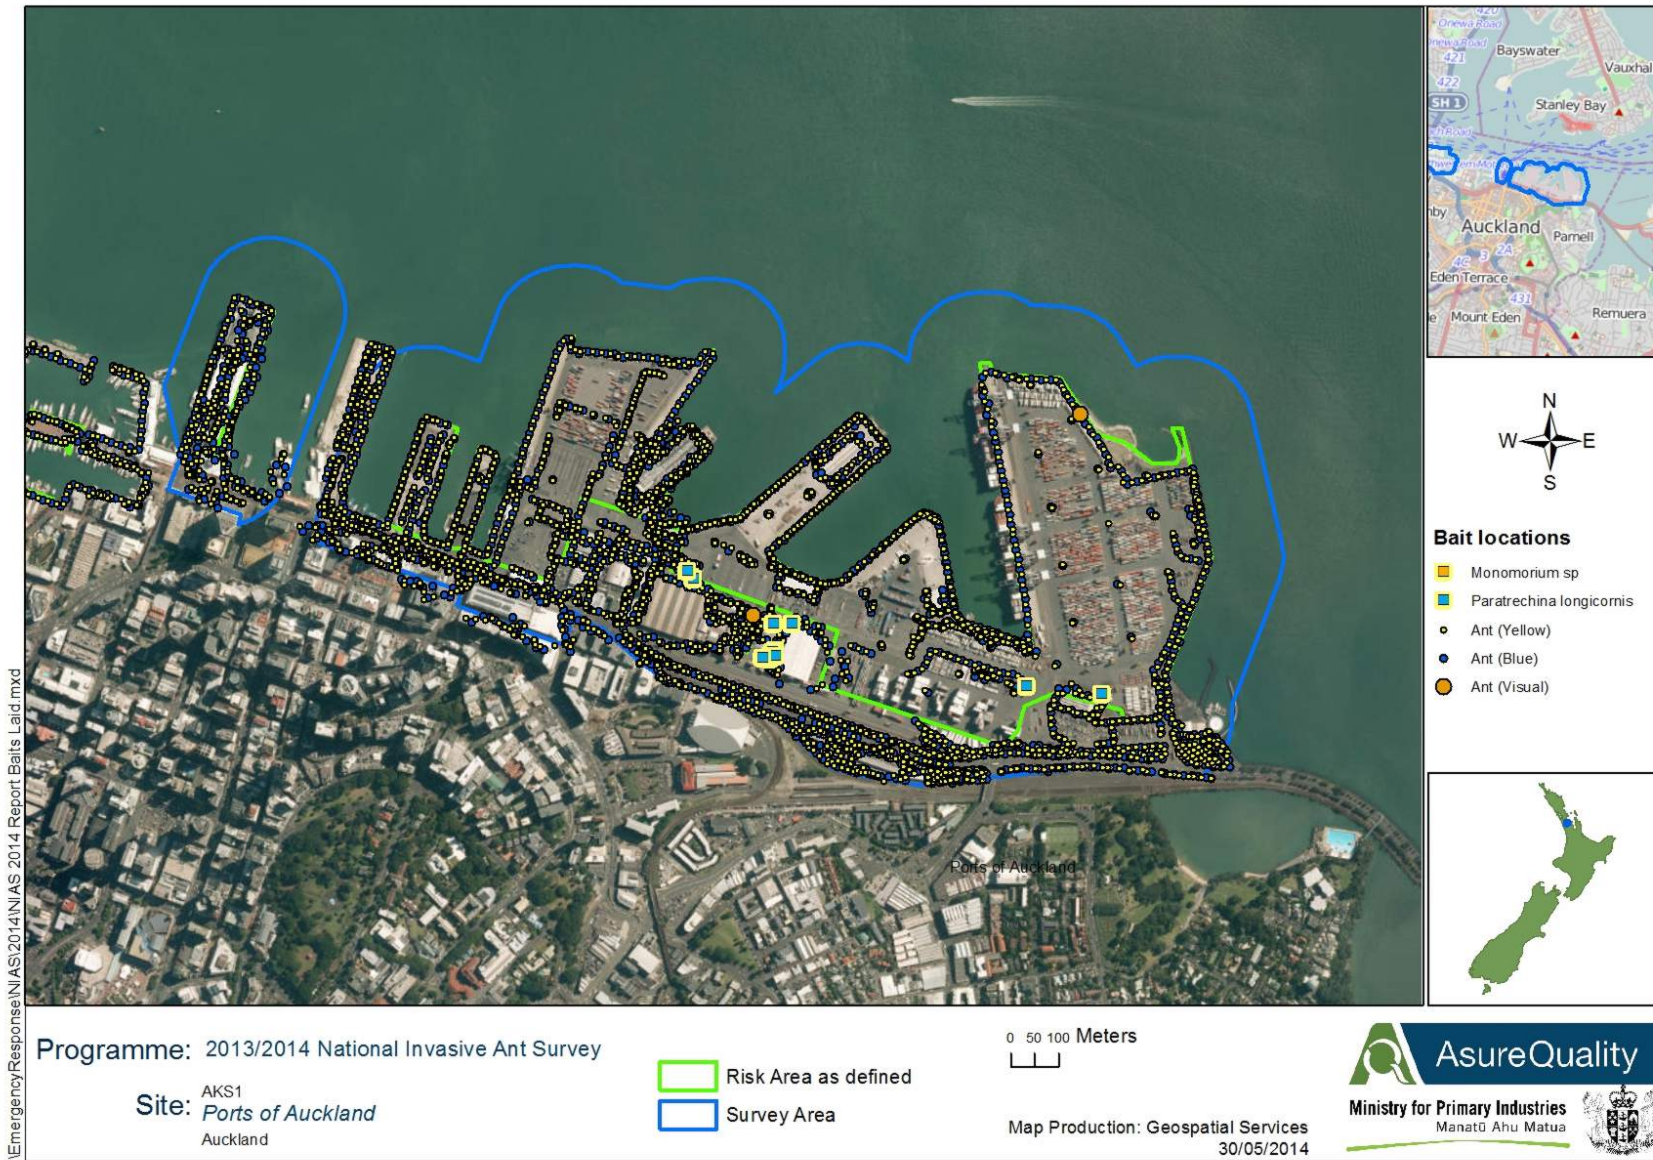 \EmergencyResponse\NIAS\2014\NIAS 2014 Report Baits Laid.mxd
Ports of Auckland
420
Onewa Road
421
422
SH 1
Bayswater
Vauxhal
Stanley Bay
Auckland
Parnell
4C 3 2A
Eden Terrace
431
Mount Eden
Remuera
N
W E
S
Bait locations
Monomorium sp
Paratrechina longicornis
Ant (Yellow)
Ant (Blue)
Ant (Visual)
Programme: 2013/2014 National Invasive Ant Survey
Site: AKS1
Ports of Auckland
Auckland
Risk Area as defined
Survey Area
0 50 100 Meters
Map Production: Geospatial Services
30/05/2014
AsureQuality
Ministry for Primary Industries
Manatū Ahu Matua